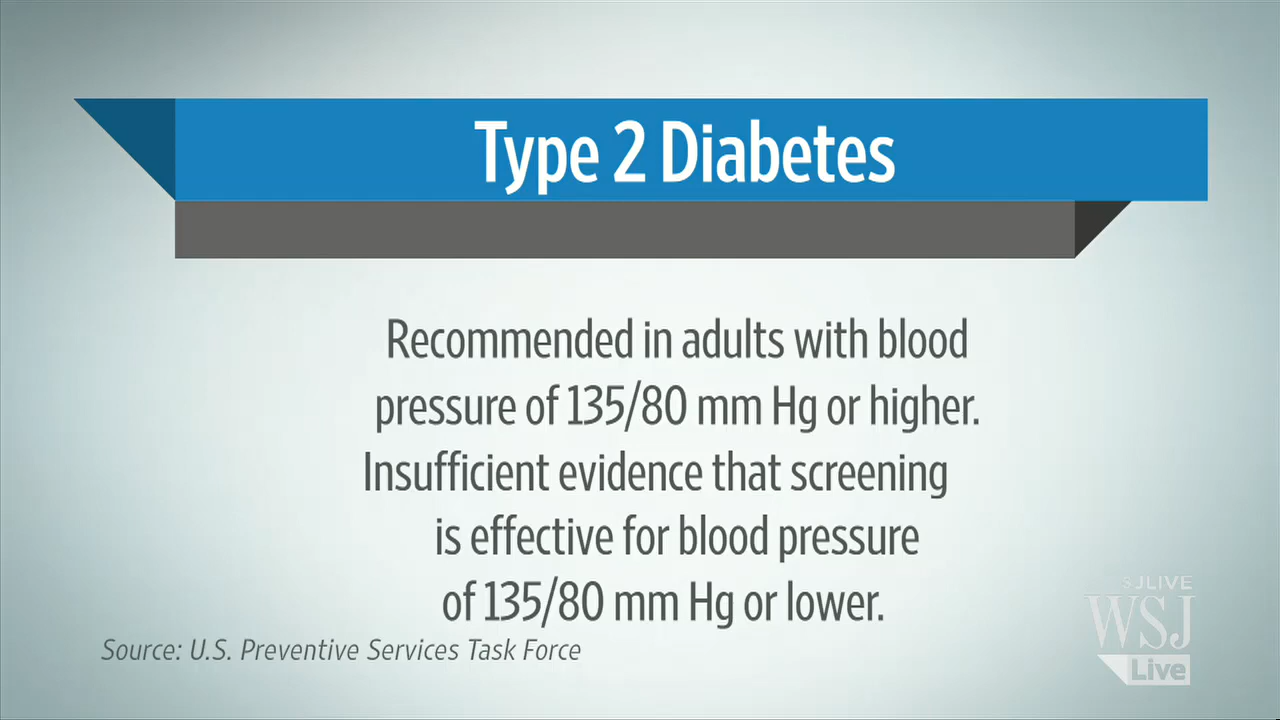 Type 2 Diabetes
Recommended in adults with blood
pressure of 135/80 mm Hg or higher.
Insufficient evidence that screening
is effective for blood pressure
of 135/80 mm Hg or lower.
Source: U.S. Preventive Services Task Force
SJLIVE
WSJ
Live